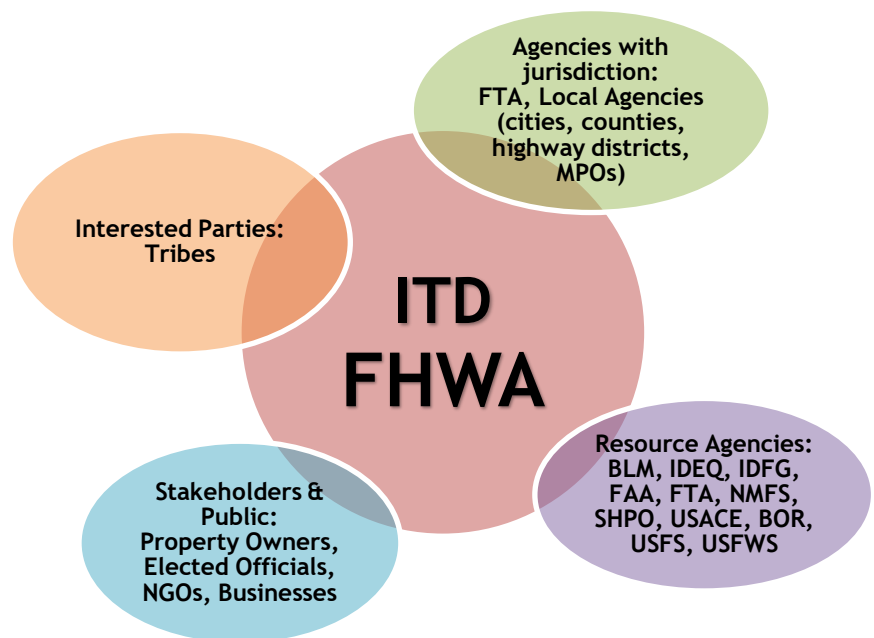 Agencies with
jurisdiction:
FTA, Local Agencies
(cities, counties,
highway districts,
MPOs)
Interested Parties:
Tribes
ITD
FHWA
Resource Agencies:
BLM, IDEQ, IDFG,
FAA, FTA, NMFS,
SHPO, USACE, BOR,
USFS, USFWS
Stakeholders &
Public:
Property Owners,
Elected Officials,
NGOs, Businesses